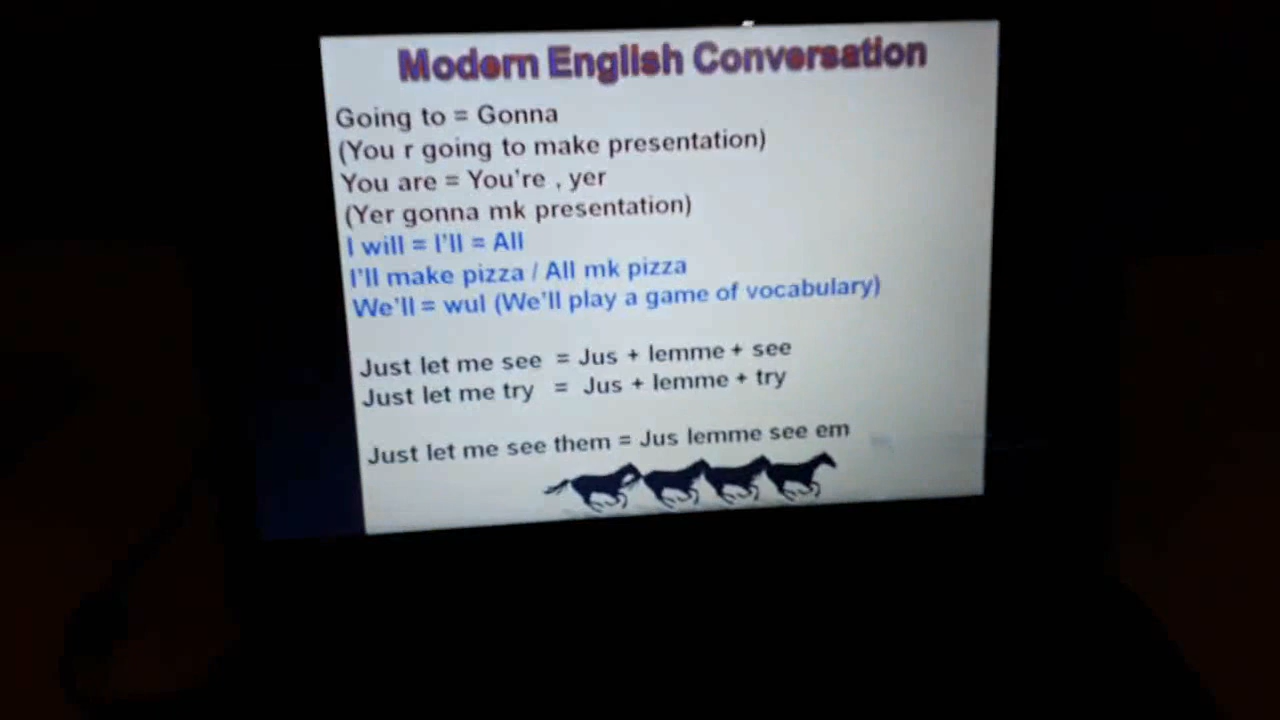 Modern English Conversation
Going to = Gonna
(You r going to make presentation)
You are = You're , yer
(Yer gonna mk presentation)
I will = I'll = All
I'll make pizza / All mk pizza
We'll = wul (We'll play a game of vocabulary)
Just let me see = Jus + lemme + see
Just let me try = Jus + lemme + try
Just let me see them = Jus lemme see em